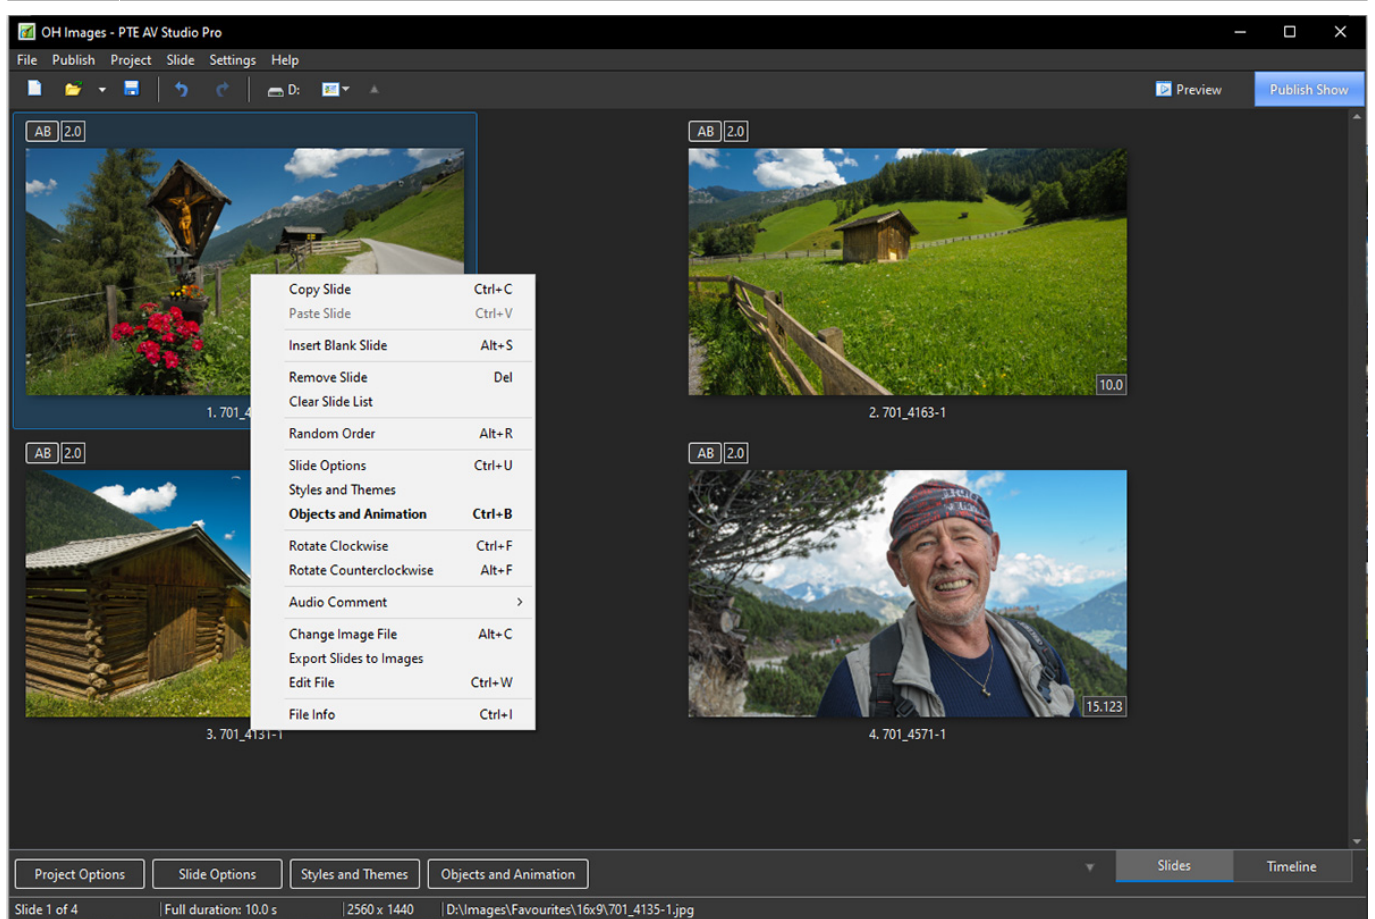 OH Images - PTE AV Studio Pro
File Publish Project Slide Settings Help
D: Preview Publish Show
AB 2.0
AB 2.0
10.0
1. 701_4
2. 701_4163-1
Copy Slide Ctrl+C
Paste Slide Ctrl+V
Insert Blank Slide Alt+S
Remove Slide Del
Clear Slide List
Random Order Alt+R
Slide Options Ctrl+U
Styles and Themes
Objects and Animation Ctrl+B
Rotate Clockwise Ctrl+F
Rotate Counterclockwise Alt+F
Audio Comment >
Change Image File Alt+C
Export Slides to Images
Edit File Ctrl+W
File Info Ctrl+I
AB 2.0
AB 2.0
15.123
3. 701_4131-1
4. 701_4571-1
Project Options Slide Options Styles and Themes Objects and Animation Slides Timeline
Slide 1 of 4 Full duration: 10.0 s 2560 x 1440 D:\Images\Favourites\16x9\701_4135-1.jpg